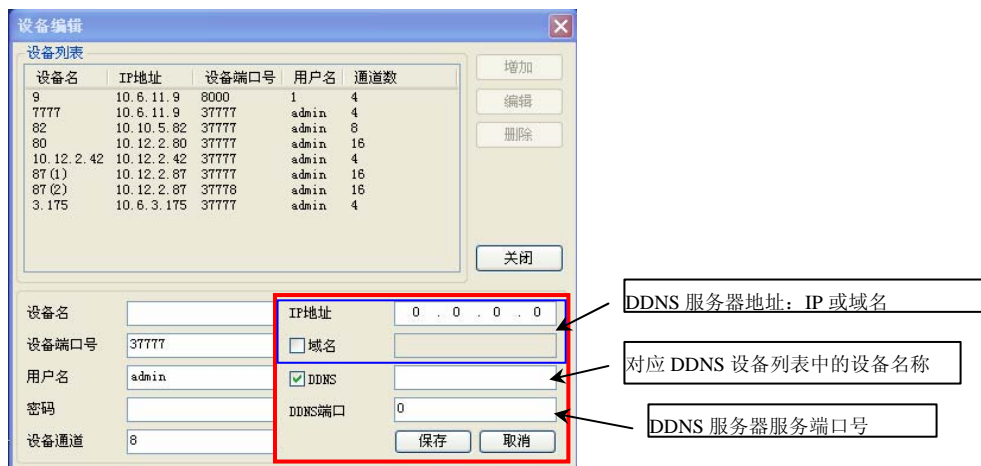 设备编辑
设备列表
设备名 IP地址 设备端口号 用户名 通道数
9 10.6.11.9 8000 1 4
7777 10.6.11.9 37777 admin 4
82 10.10.5.82 37777 admin 8
80 10.12.2.80 37777 admin 16
10.12.2.42 10.12.2.42 37777 admin 4
87(1) 10.12.2.87 37777 admin 16
87(2) 10.12.2.87 37778 admin 16
3.175 10.6.3.175 37777 admin 4
增加
编辑
删除
关闭
设备名
设备端口号 37777
用户名 admin
密码
设备通道 8
IP地址 0 . 0 . 0 . 0
域名
DDNS
DDNS端口 0
保存 取消
DDNS 服务器地址：IP 或域名
对应 DDNS 设备列表中的设备名称
DDNS 服务器服务端口号